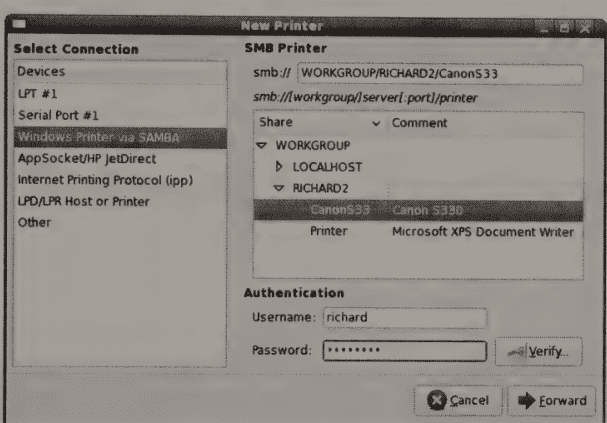 New Printer
Select Connection
Devices
LPT #1
Serial Port #1
Windows Printer via SAMBA
AppSocket/HP JetDirect
Internet Printing Protocol (ipp)
LPD/LPR Host or Printer
Other
SMB Printer
smb:// WORKGROUP/RICHARD2/CanonS33
smb://[workgroup/]server[:port]/printer
Share Comment
WORKGROUP
LOCALHOST
RICHARD2
CanonS33 Canon S330
Printer Microsoft XPS Document Writer
Authentication
Username: richard
Password: ••••••••
Verify...
Cancel Forward